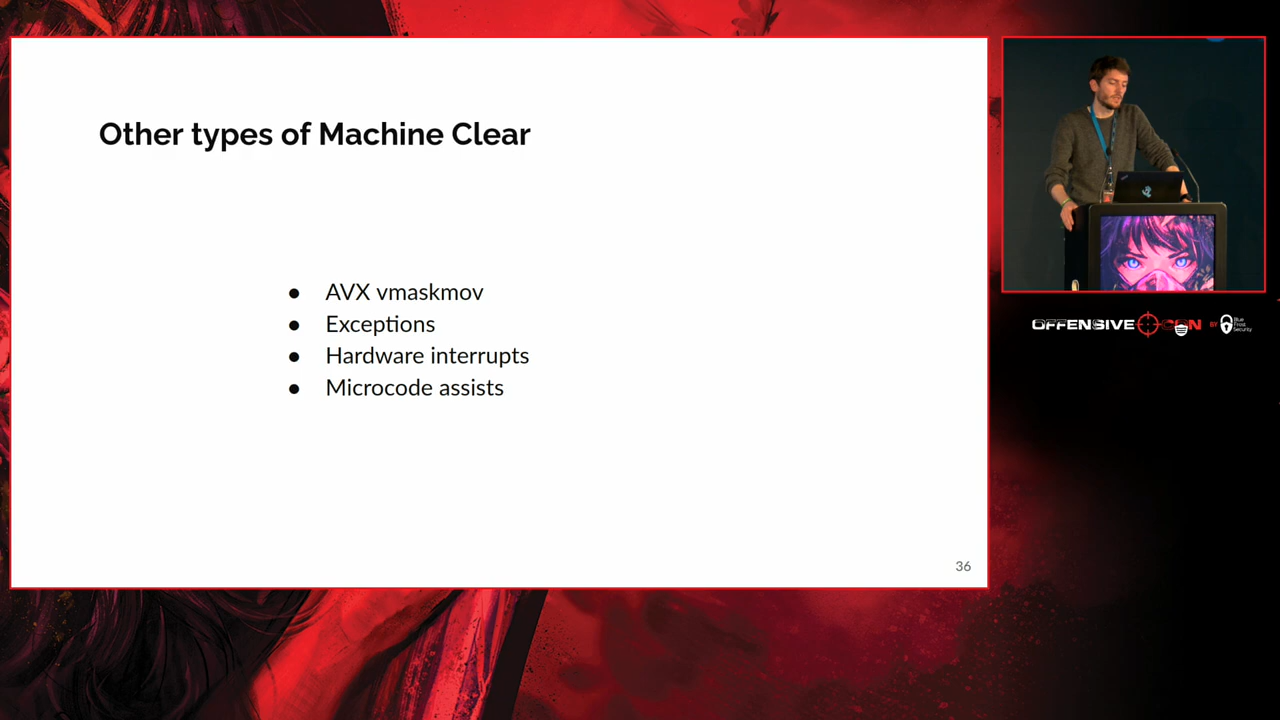 Other types of Machine Clear
● AVX vmaskmov
● Exceptions
● Hardware interrupts
● Microcode assists
36
OFFENSIVE CON BY Blue Frost Security